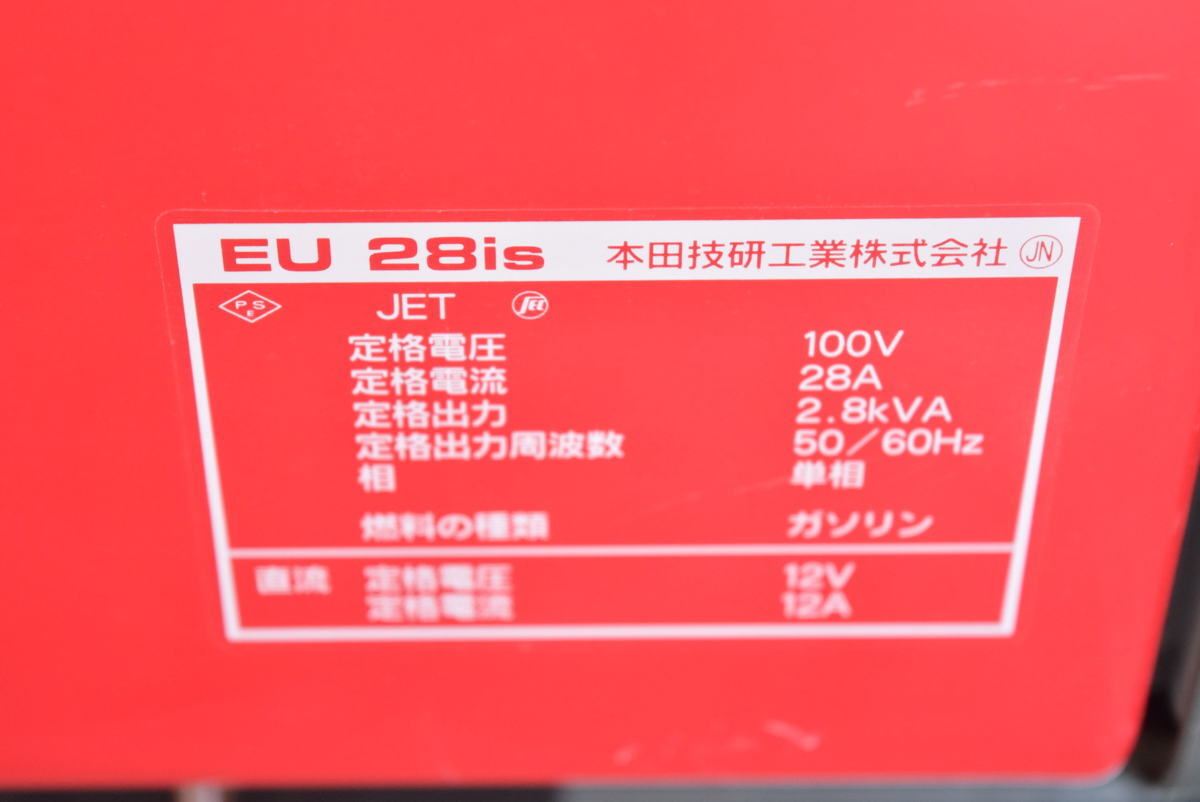 EU 28is 本田技研工業株式会社 JN
PSE JET JET
定格電圧 100V
定格電流 28A
定格出力 2.8kVA
定格出力周波数 50/60Hz
相 単相
燃料の種類 ガソリン
直流 定格電圧 12V
定格電流 12A